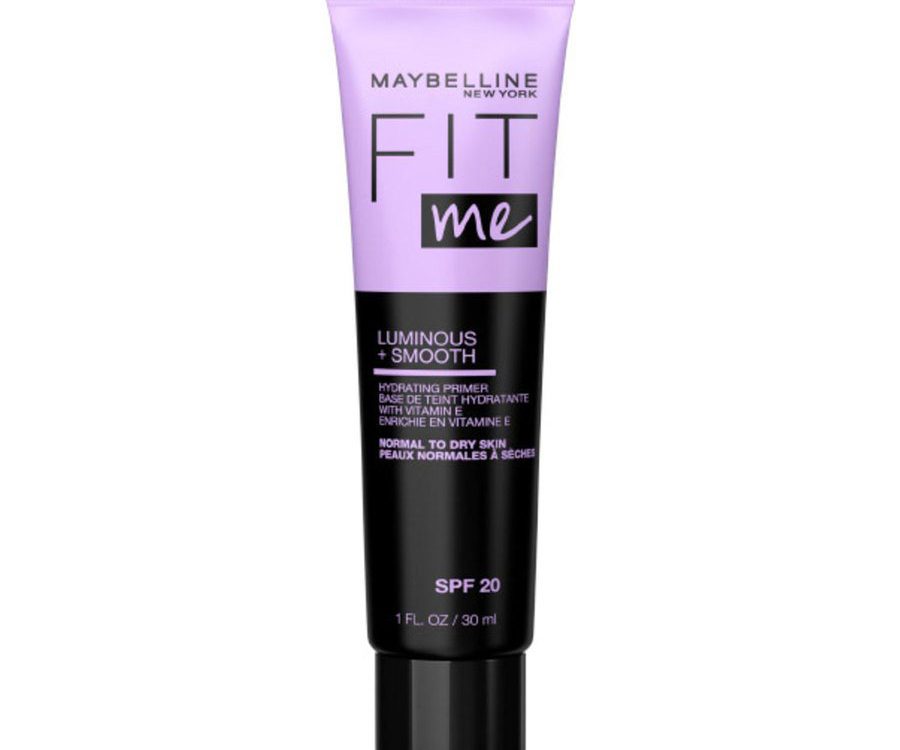 MAYBELLINE
NEW YORK
FIT
me
LUMINOUS
+ SMOOTH
HYDRATING PRIMER
BASE DE TEINT HYDRATANTE
WITH VITAMIN E
ENRICHIE EN VITAMINE E
NORMAL TO DRY SKIN
PEAUX NORMALES À SÈCHES
SPF 20
1 FL. OZ / 30 ml